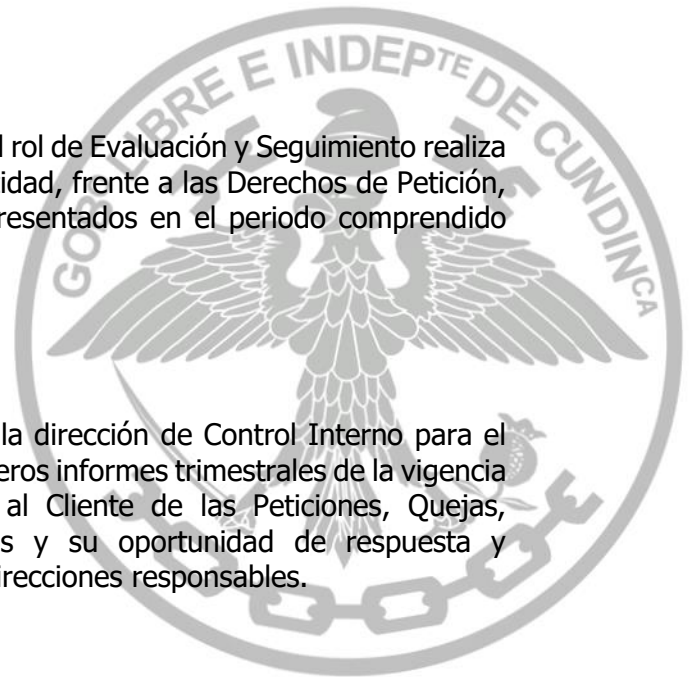 GOBNO LIBRE E INDEPTE DE CUNDINCA
l rol de Evaluación y Seguimiento realiza
idad, frente a las Derechos de Petición,
resentados en el periodo comprendido
la dirección de Control Interno para el
eros informes trimestrales de la vigencia
al Cliente de las Peticiones, Quejas,
s y su oportunidad de respuesta y
irecciones responsables.